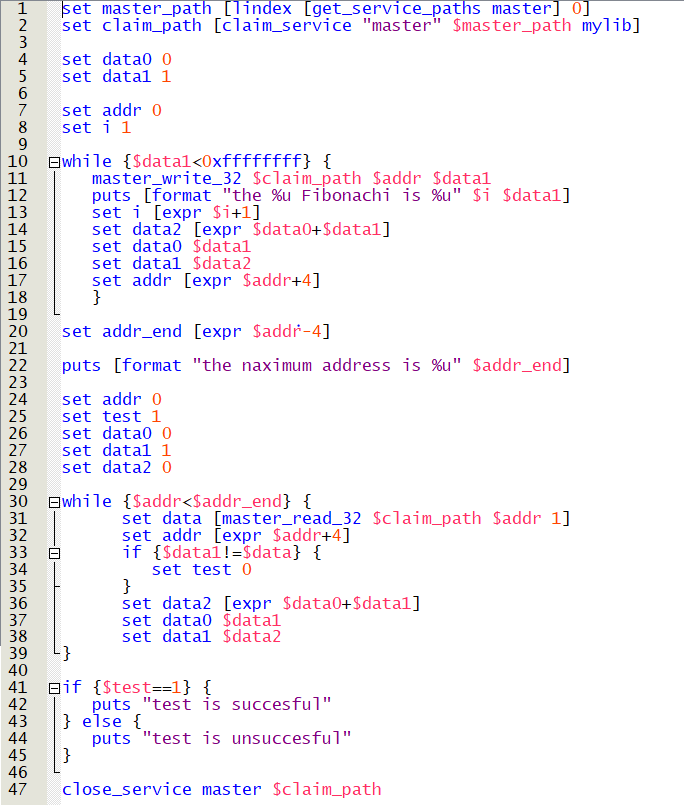 1 set master_path [lindex [get_service_paths master] 0]
2 set claim_path [claim_service "master" $master_path mylib]
3
4 set data0 0
5 set data1 1
6
7 set addr 0
8 set i 1
9
10 while {$data1<0xffffffff} {
11 master_write_32 $claim_path $addr $data1
12 puts [format "the %u Fibonachi is %u" $i $data1]
13 set i [expr $i+1]
14 set data2 [expr $data0+$data1]
15 set data0 $data1
16 set data1 $data2
17 set addr [expr $addr+4]
18 }
19
20 set addr_end [expr $addr-4]
21
22 puts [format "the naximum address is %u" $addr_end]
23
24 set addr 0
25 set test 1
26 set data0 0
27 set data1 1
28 set data2 0
29
30 while {$addr<$addr_end} {
31 set data [master_read_32 $claim_path $addr 1]
32 set addr [expr $addr+4]
33 if {$data1!=$data} {
34 set test 0
35 }
36 set data2 [expr $data0+$data1]
37 set data0 $data1
38 set data1 $data2
39 }
40
41 if {$test==1} {
42 puts "test is succesful"
43 } else {
44 puts "test is unsuccesful"
45 }
46
47 close_service master $claim_path